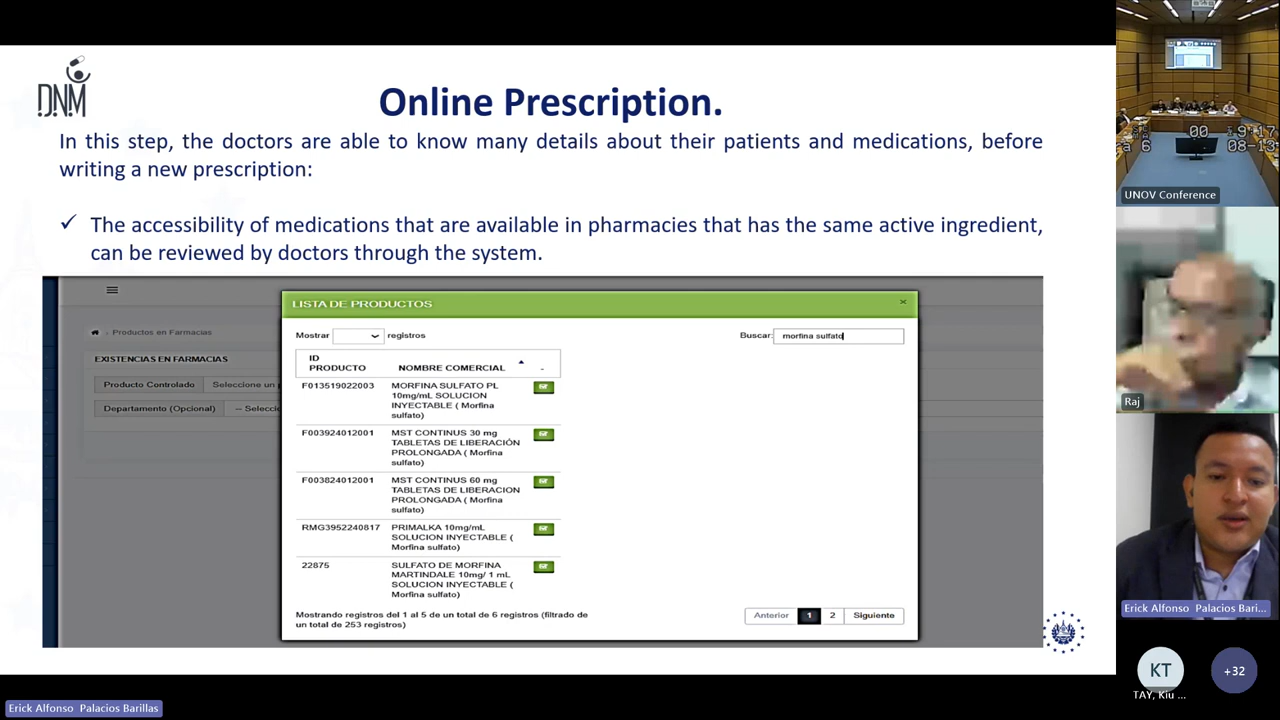 DNM
Online Prescription.
In this step, the doctors are able to know many details about their patients and medications, before
writing a new prescription:
✓ The accessibility of medications that are available in pharmacies that has the same active ingredient,
can be reviewed by doctors through the system.
Productos en Farmacias
EXISTENCIAS EN FARMACIAS
Producto Controlado
Seleccione un
Departamento (Opcional)
LISTA DE PRODUCTOS
×
Mostrar
registros
Buscar:
morfina sulfato
ID
PRODUCTO
NOMBRE COMERCIAL
F013519022003
MORFINA SULFATO PL
10mg/mL SOLUCION
INYECTABLE ( Morfina
sulfato)
F003924012001
MST CONTINUS 30 mg
TABLETAS DE LIBERACIÓN
PROLONGADA ( Morfina
sulfato)
F003824012001
MST CONTINUS 60 mg
TABLETAS DE LIBERACION
PROLONGADA ( Morfina
sulfato)
RMG3952240817
PRIMALKA 10mg/mL
SOLUCION INYECTABLE (
Morfina sulfato)
22875
SULFATO DE MORFINA
MARTINDALE 10mg/ 1 mL
SOLUCION INYECTABLE (
Morfina sulfato)
Mostrando registros del 1 al 5 de un total de 6 registros (filtrado de
un total de 253 registros)
Anterior
1
2
Siguiente
00
19:17
a 6
08-13
UNOV Conference
Raj
Erick Alfonso Palacios Bari...
KT
TAY, Kiu ...
+32
Erick Alfonso Palacios Barillas